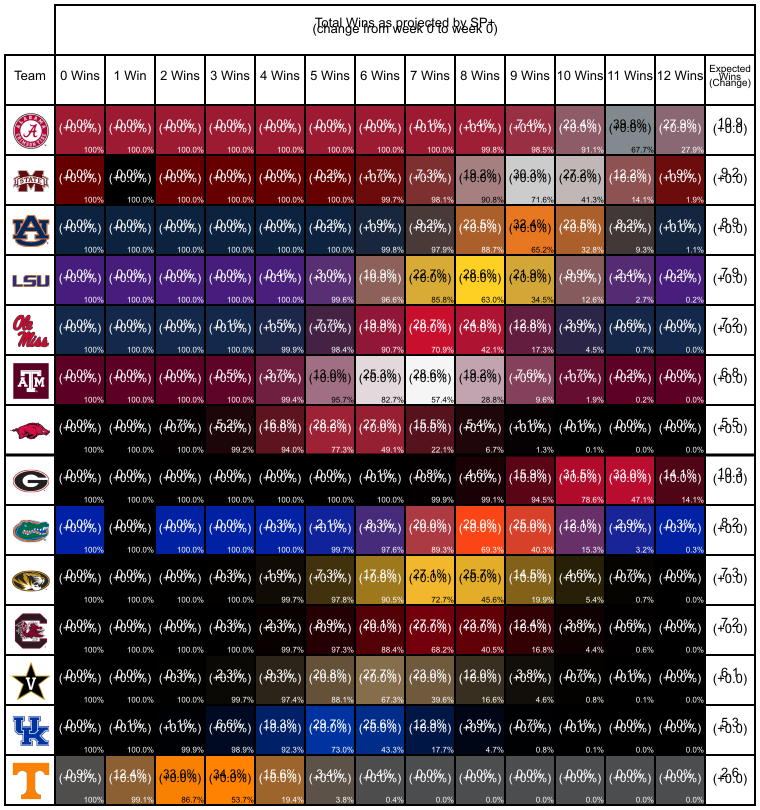 Total Wins as projected by SP+
(change from week 0 to week 0)
Team 0 Wins 1 Win 2 Wins 3 Wins 4 Wins 5 Wins 6 Wins 7 Wins 8 Wins 9 Wins 10 Wins 11 Wins 12 Wins Expected Wins (Change)
A
0.0% 0.0% 0.0% 0.0% 0.0% 0.0% 0.0% 0.1% 1.4% 7.4% 23.4% 39.8% 27.9% 10.8
(+0.0%) (+0.0%) (+0.0%) (+0.0%) (+0.0%) (+0.0%) (+0.0%) (+0.0%) (+0.0%) (+0.0%) (+0.0%) (+0.0%) (+0.0%) (+0.0)
100% 100.0% 100.0% 100.0% 100.0% 100.0% 100.0% 100.0% 99.8% 98.5% 91.1% 67.7% 27.9%
STATE
0.0% 0.0% 0.0% 0.0% 0.0% 0.2% 1.7% 7.3% 19.2% 30.3% 27.2% 12.2% 1.9% 9.2
(+0.0%) (+0.0%) (+0.0%) (+0.0%) (+0.0%) (+0.0%) (+0.0%) (+0.0%) (+0.0%) (+0.0%) (+0.0%) (+0.0%) (+0.0%) (+0.0)
100% 100.0% 100.0% 100.0% 100.0% 100.0% 99.7% 98.1% 90.8% 71.6% 41.3% 14.1% 1.9%
AU
0.0% 0.0% 0.0% 0.0% 0.0% 0.2% 1.9% 9.2% 23.5% 32.4% 23.5% 8.2% 1.1% 8.9
(+0.0%) (+0.0%) (+0.0%) (+0.0%) (+0.0%) (+0.0%) (+0.0%) (+0.0%) (+0.0%) (+0.0%) (+0.0%) (+0.0%) (+0.0%) (+0.0)
100% 100.0% 100.0% 100.0% 100.0% 100.0% 99.8% 97.9% 88.7% 65.2% 32.8% 9.3% 1.1%
LSU
0.0% 0.0% 0.0% 0.0% 0.4% 3.0% 10.8% 22.7% 28.6% 21.9% 9.9% 2.4% 0.2% 7.9
(+0.0%) (+0.0%) (+0.0%) (+0.0%) (+0.0%) (+0.0%) (+0.0%) (+0.0%) (+0.0%) (+0.0%) (+0.0%) (+0.0%) (+0.0%) (+0.0)
100% 100.0% 100.0% 100.0% 100.0% 99.6% 96.6% 85.8% 63.0% 34.5% 12.6% 2.7% 0.2%
Ole Miss
0.0% 0.0% 0.0% 0.1% 1.5% 7.7% 19.8% 28.7% 24.8% 12.8% 3.9% 0.6% 0.0% 7.2
(+0.0%) (+0.0%) (+0.0%) (+0.0%) (+0.0%) (+0.0%) (+0.0%) (+0.0%) (+0.0%) (+0.0%) (+0.0%) (+0.0%) (+0.0%) (+0.0)
100% 100.0% 100.0% 100.0% 99.9% 98.4% 90.7% 70.9% 42.1% 17.3% 4.5% 0.7% 0.0%
ATM
0.0% 0.0% 0.0% 0.5% 3.7% 13.0% 25.3% 28.6% 19.2% 7.6% 1.7% 0.2% 0.0% 6.8
(+0.0%) (+0.0%) (+0.0%) (+0.0%) (+0.0%) (+0.0%) (+0.0%) (+0.0%) (+0.0%) (+0.0%) (+0.0%) (+0.0%) (+0.0%) (+0.0)
100% 100.0% 100.0% 100.0% 99.4% 95.7% 82.7% 57.4% 28.8% 9.6% 1.9% 0.2% 0.0%
0.0% 0.0% 0.7% 5.2% 16.8% 28.2% 27.0% 15.5% 5.4% 1.1% 0.1% 0.0% 0.0% 5.5
(+0.0%) (+0.0%) (+0.0%) (+0.0%) (+0.0%) (+0.0%) (+0.0%) (+0.0%) (+0.0%) (+0.0%) (+0.0%) (+0.0%) (+0.0%) (+0.0)
100% 100.0% 100.0% 99.2% 94.0% 77.3% 49.1% 22.1% 6.7% 1.3% 0.1% 0.0% 0.0%
G
0.0% 0.0% 0.0% 0.0% 0.0% 0.0% 0.1% 0.8% 4.6% 15.9% 31.5% 33.0% 14.1% 10.3
(+0.0%) (+0.0%) (+0.0%) (+0.0%) (+0.0%) (+0.0%) (+0.0%) (+0.0%) (+0.0%) (+0.0%) (+0.0%) (+0.0%) (+0.0%) (+0.0)
100% 100.0% 100.0% 100.0% 100.0% 100.0% 100.0% 99.9% 99.1% 94.5% 78.6% 47.1% 14.1%
0.0% 0.0% 0.0% 0.0% 0.3% 2.1% 8.3% 20.0% 29.0% 25.0% 12.1% 2.9% 0.3% 8.2
(+0.0%) (+0.0%) (+0.0%) (+0.0%) (+0.0%) (+0.0%) (+0.0%) (+0.0%) (+0.0%) (+0.0%) (+0.0%) (+0.0%) (+0.0%) (+0.0)
100% 100.0% 100.0% 100.0% 100.0% 99.7% 97.6% 89.3% 69.3% 40.3% 15.3% 3.2% 0.3%
0.0% 0.0% 0.0% 0.3% 1.9% 7.3% 17.8% 27.1% 25.7% 14.5% 4.6% 0.7% 0.0% 7.3
(+0.0%) (+0.0%) (+0.0%) (+0.0%) (+0.0%) (+0.0%) (+0.0%) (+0.0%) (+0.0%) (+0.0%) (+0.0%) (+0.0%) (+0.0%) (+0.0)
100% 100.0% 100.0% 100.0% 99.7% 97.8% 90.5% 72.7% 45.6% 19.9% 5.4% 0.7% 0.0%
C
0.0% 0.0% 0.0% 0.3% 2.3% 8.9% 20.1% 27.7% 23.7% 12.4% 3.8% 0.6% 0.0% 7.2
(+0.0%) (+0.0%) (+0.0%) (+0.0%) (+0.0%) (+0.0%) (+0.0%) (+0.0%) (+0.0%) (+0.0%) (+0.0%) (+0.0%) (+0.0%) (+0.0)
100% 100.0% 100.0% 100.0% 99.7% 97.3% 88.4% 68.2% 40.5% 16.8% 4.4% 0.6% 0.0%
V
0.0% 0.0% 0.3% 2.3% 9.3% 20.8% 27.7% 23.0% 12.0% 3.8% 0.7% 0.1% 0.0% 6.1
(+0.0%) (+0.0%) (+0.0%) (+0.0%) (+0.0%) (+0.0%) (+0.0%) (+0.0%) (+0.0%) (+0.0%) (+0.0%) (+0.0%) (+0.0%) (+0.0)
100% 100.0% 100.0% 99.7% 97.4% 88.1% 67.3% 39.6% 16.6% 4.6% 0.8% 0.1% 0.0%
UK
0.0% 0.1% 1.1% 6.6% 19.3% 29.7% 25.6% 12.9% 3.9% 0.7% 0.1% 0.0% 0.0% 5.3
(+0.0%) (+0.0%) (+0.0%) (+0.0%) (+0.0%) (+0.0%) (+0.0%) (+0.0%) (+0.0%) (+0.0%) (+0.0%) (+0.0%) (+0.0%) (+0.0)
100% 100.0% 99.9% 98.9% 92.3% 73.0% 43.3% 17.7% 4.7% 0.8% 0.1% 0.0% 0.0%
T
0.9% 12.4% 33.0% 34.3% 15.6% 3.4% 0.4% 0.0% 0.0% 0.0% 0.0% 0.0% 0.0% 2.6
(+0.0%) (+0.0%) (+0.0%) (+0.0%) (+0.0%) (+0.0%) (+0.0%) (+0.0%) (+0.0%) (+0.0%) (+0.0%) (+0.0%) (+0.0%) (+0.0)
100% 99.1% 86.7% 53.7% 19.4% 3.8% 0.4% 0.0% 0.0% 0.0% 0.0% 0.0% 0.0%